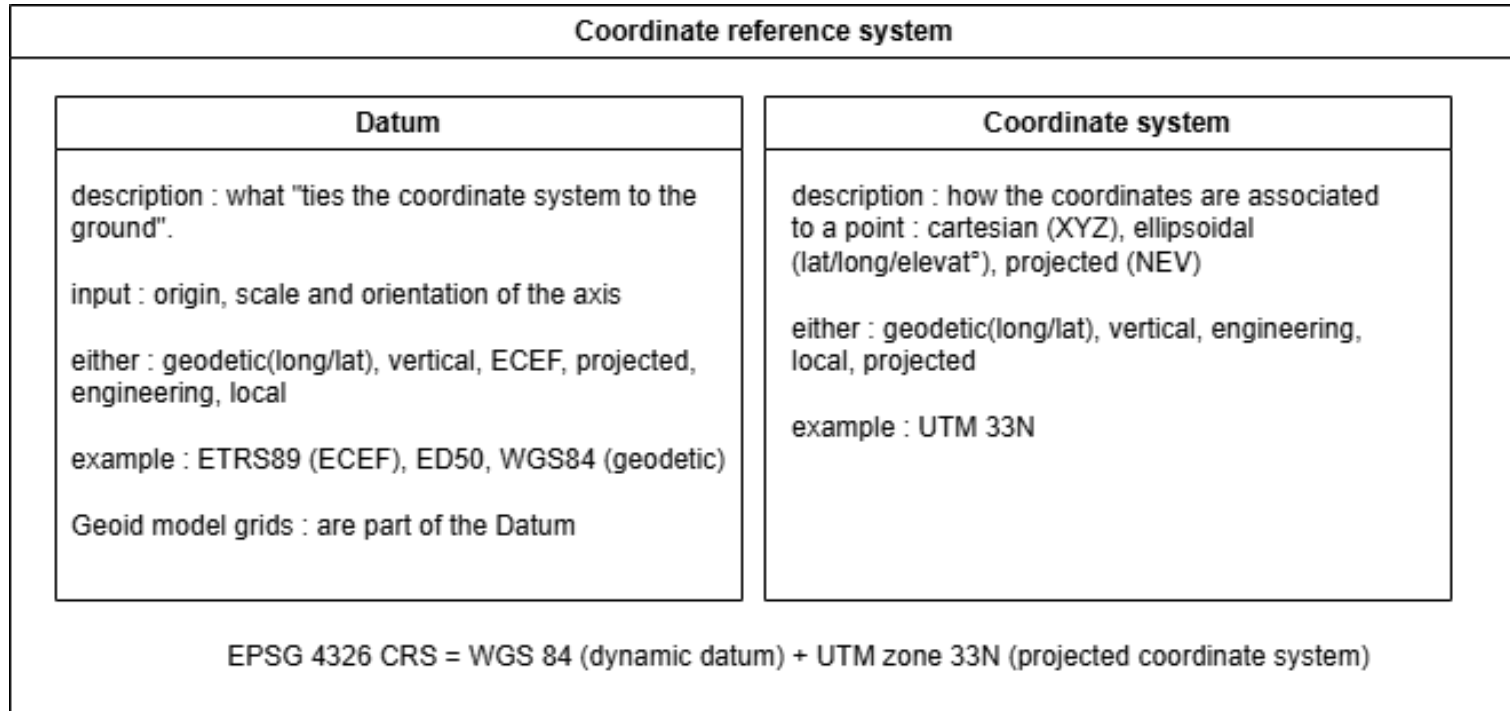 Coordinate reference system
Datum
description : what "ties the coordinate system to the
ground".
input : origin, scale and orientation of the axis
either : geodetic(long/lat), vertical, ECEF, projected,
engineering, local
example : ETRS89 (ECEF), ED50, WGS84 (geodetic)
Geoid model grids : are part of the Datum
Coordinate system
description : how the coordinates are associated
to a point : cartesian (XYZ), ellipsoidal
(lat/long/elevat°), projected (NEV)
either : geodetic(long/lat), vertical, engineering,
local, projected
example : UTM 33N
EPSG 4326 CRS = WGS 84 (dynamic datum) + UTM zone 33N (projected coordinate system)